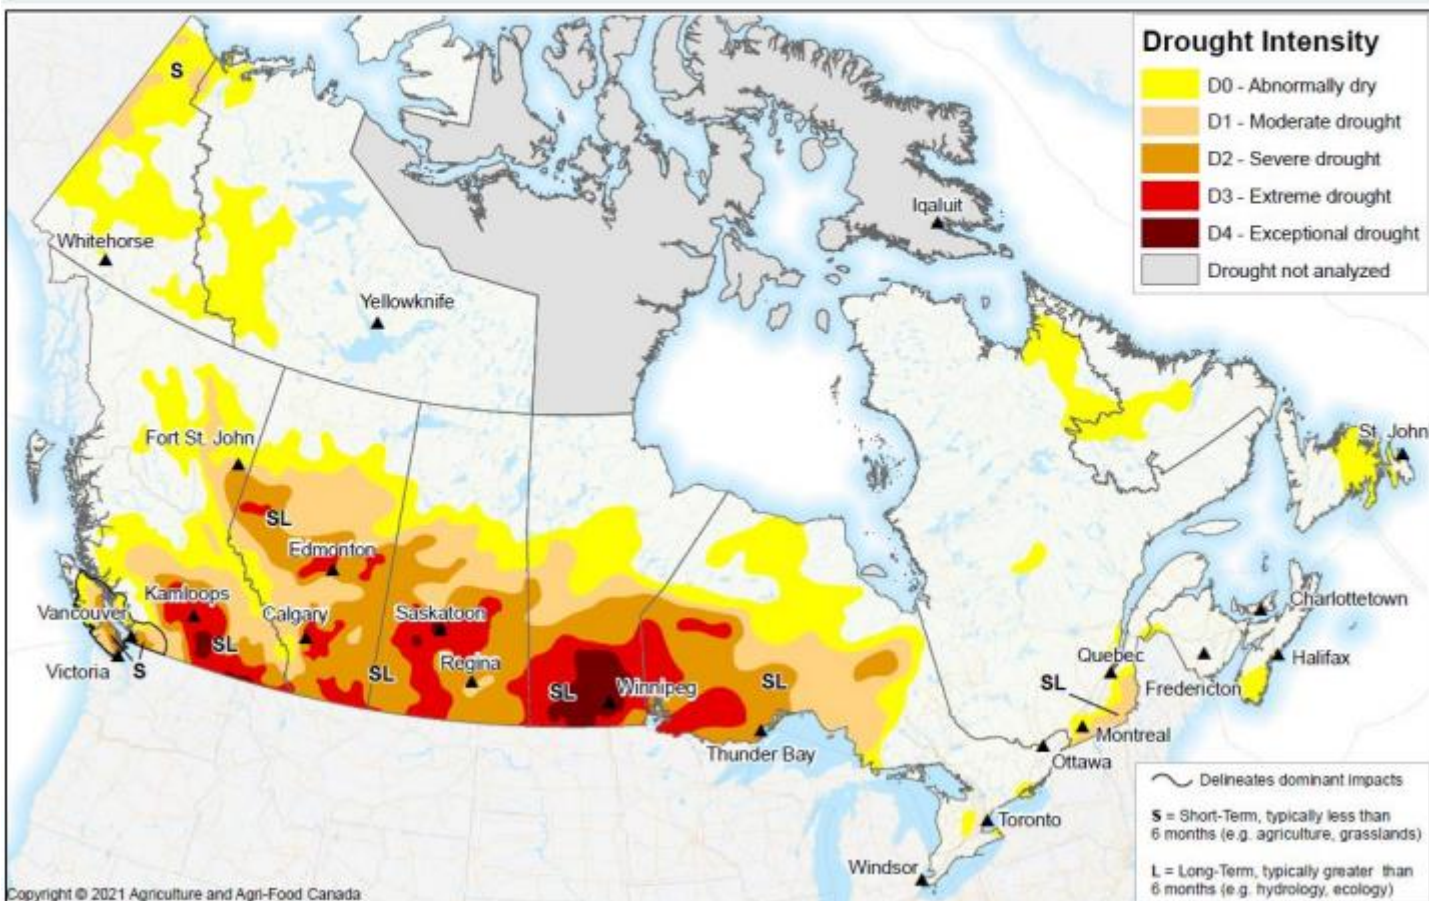 Drought Intensity
D0 - Abnormally dry
D1 - Moderate drought
D2 - Severe drought
D3 - Extreme drought
D4 - Exceptional drought
Drought not analyzed
S
Iqaluit
Whitehorse
Yellowknife
Fort St. John
St. John
SL
Edmonton
Kamloops
Charlottetown
Vancouver
Calgary
Saskatoon
SL
Quebec
Halifax
Victoria
S
SL
Regina
SL
Winnipeg
SL
SL
Fredericton
Montreal
Thunder Bay
Ottawa
Delineates dominant impacts
S = Short-Term, typically less than
6 months (e.g. agriculture, grasslands)
Toronto
Windsor
L = Long-Term, typically greater than
6 months (e.g. hydrology, ecology)
Copyright © 2021 Agriculture and Agri-Food Canada